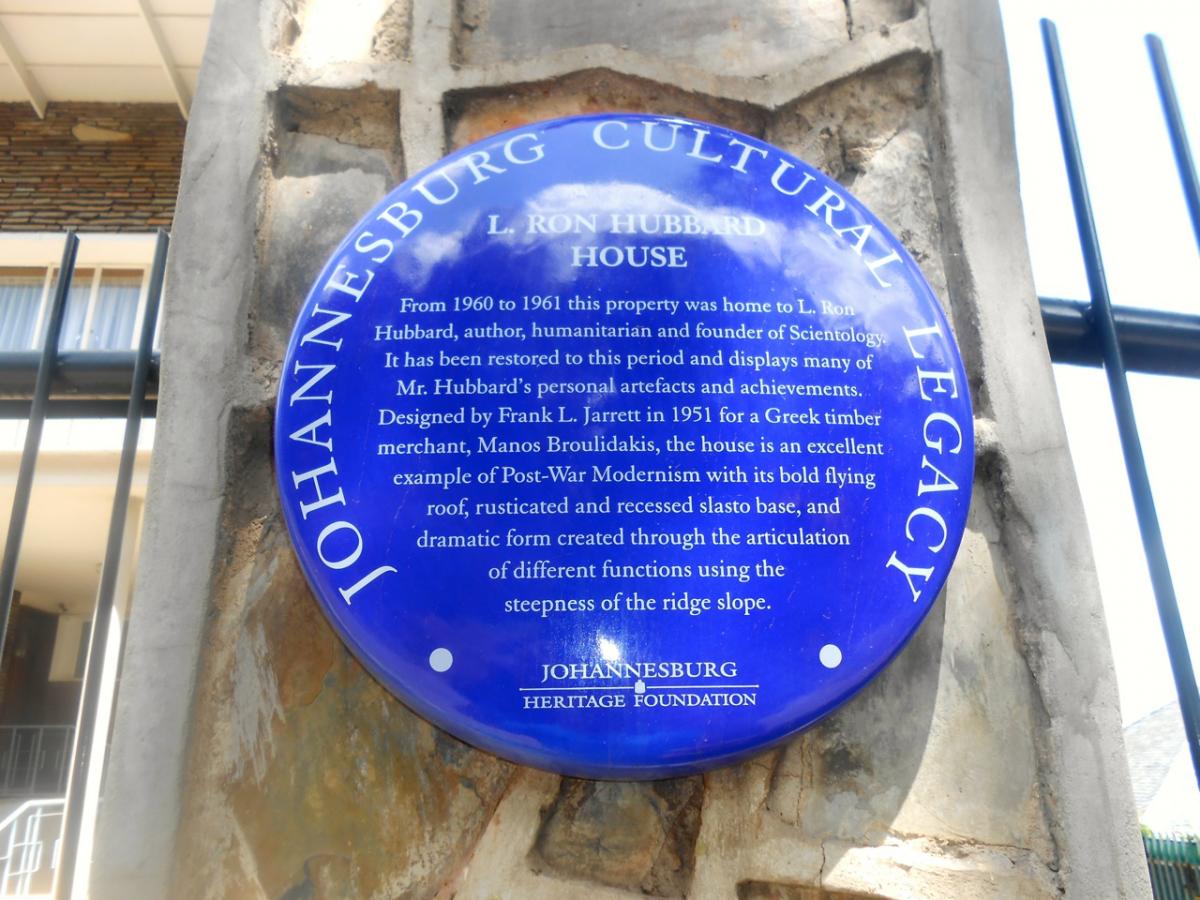 JOHANNESBURG CULTURAL LEGACY
L. RON HUBBARD
HOUSE
From 1960 to 1961 this property was home to L. Ron
Hubbard, author, humanitarian and founder of Scientology.
It has been restored to this period and displays many of
Mr. Hubbard's personal artefacts and achievements.
Designed by Frank L. Jarrett in 1951 for a Greek timber
merchant, Manos Broulidakis, the house is an excellent
example of Post-War Modernism with its bold flying
roof, rusticated and recessed slasto base, and
dramatic form created through the articulation
of different functions using the
steepness of the ridge slope.
JOHANNESBURG
HERITAGE FOUNDATION